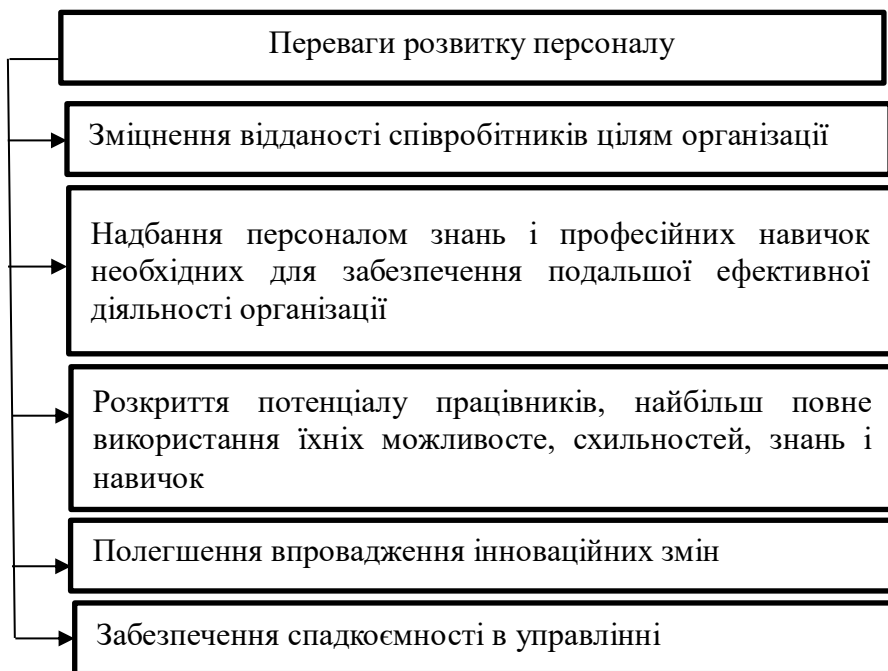 Переваги розвитку персоналу
Зміцнення відданості співробітників цілям організації
Надбання персоналом знань і професійних навичок
необхідних для забезпечення подальшої ефективної
діяльності організації
Розкриття потенціалу працівників, найбільш повне
використання їхніх можливосте, схильностей, знань і
навичок
Полегшення впровадження інноваційних змін
Забезпечення спадкоємності в управлінні